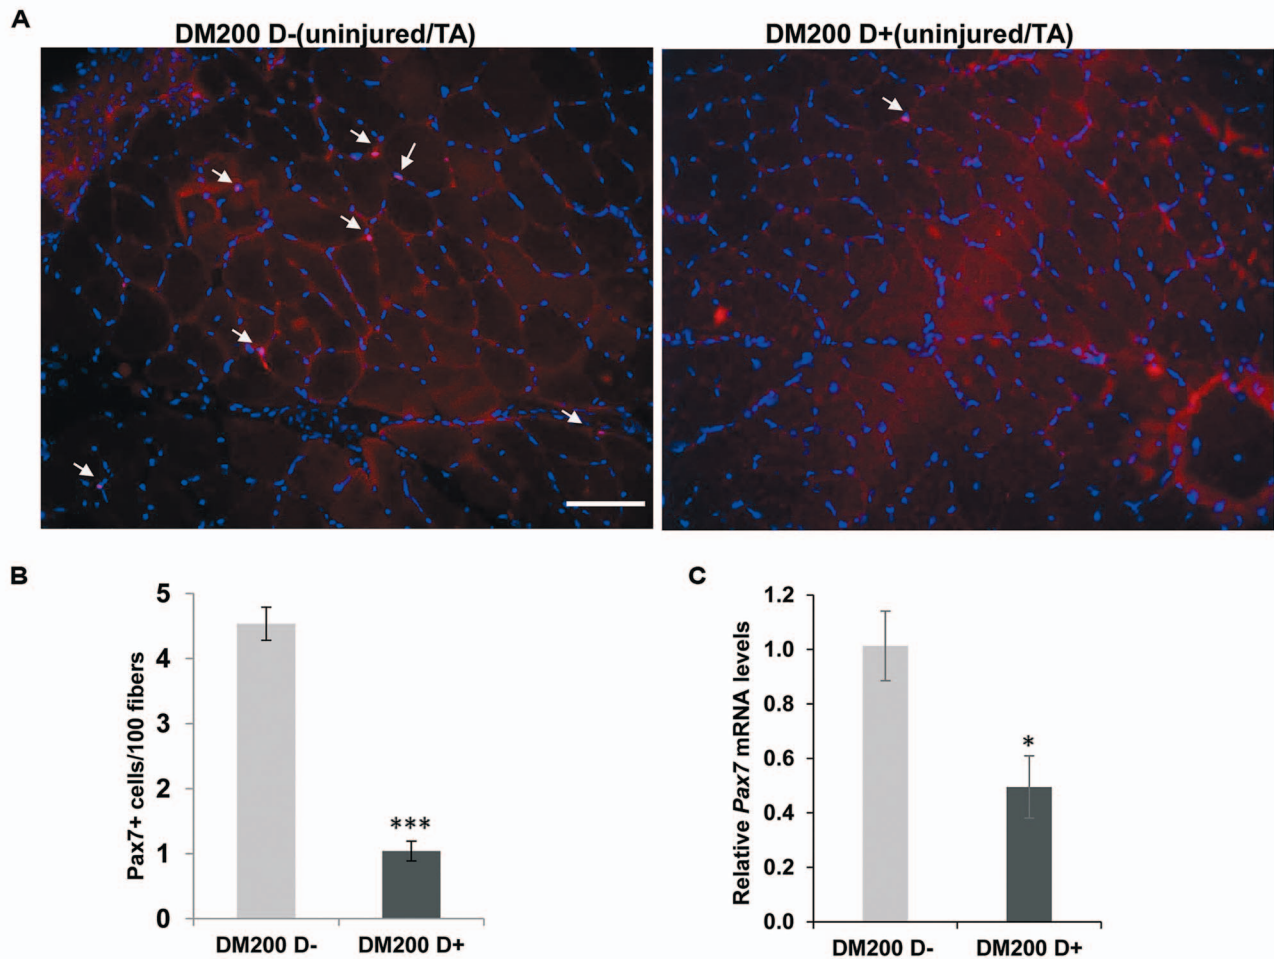 A
DM200 D-(uninjured/TA)
DM200 D+(uninjured/TA)
B
Pax7+ cells/100 fibers
5
4
3
2
1
0
***
DM200 D-
DM200 D+
C
Relative Pax7 mRNA levels
1.2
1.0
0.8
0.6
0.4
0.2
0.0
*
DM200 D-
DM200 D+